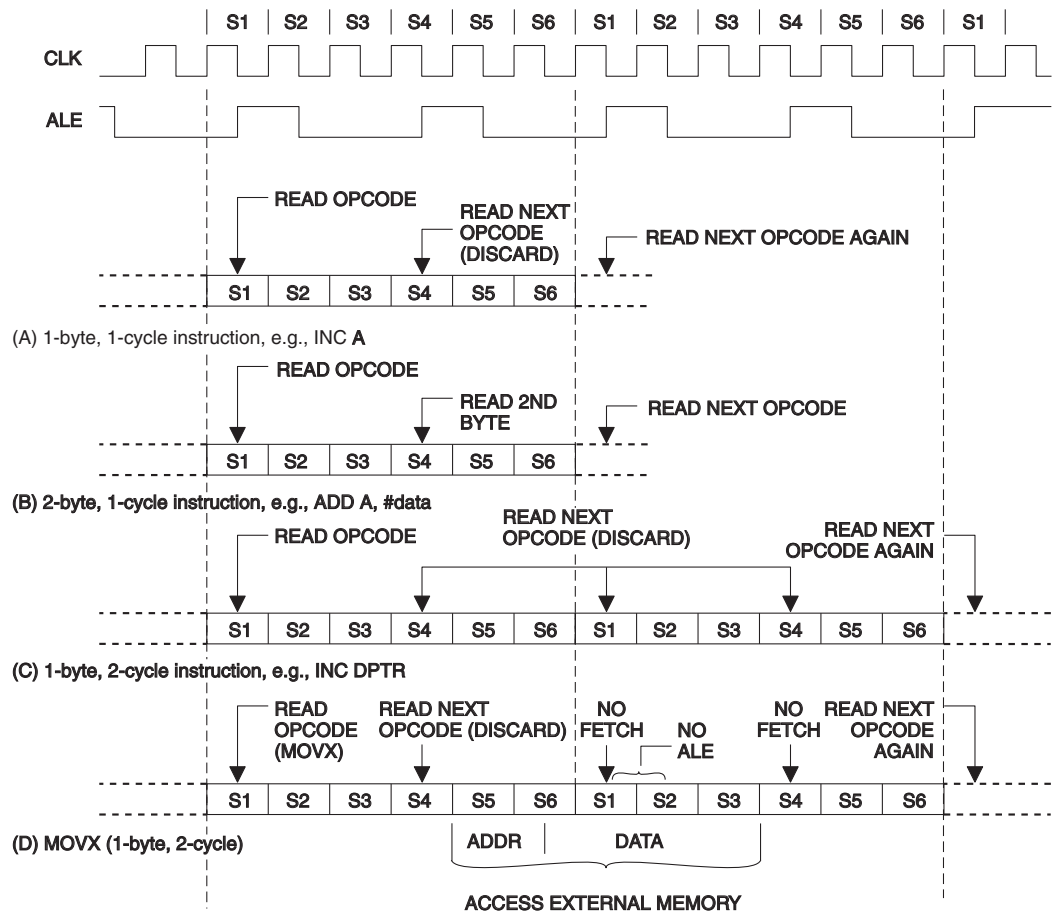 S1 S2 S3 S4 S5 S6 S1 S2 S3 S4 S5 S6 S1
CLK
ALE
READ OPCODE
READ NEXT
OPCODE
(DISCARD)
READ NEXT OPCODE AGAIN
S1 S2 S3 S4 S5 S6
(A) 1-byte, 1-cycle instruction, e.g., INC A
READ OPCODE
READ 2ND
BYTE
READ NEXT OPCODE
S1 S2 S3 S4 S5 S6
(B) 2-byte, 1-cycle instruction, e.g., ADD A, #data
READ OPCODE
READ NEXT
OPCODE (DISCARD)
READ NEXT
OPCODE AGAIN
S1 S2 S3 S4 S5 S6 S1 S2 S3 S4 S5 S6
(C) 1-byte, 2-cycle instruction, e.g., INC DPTR
READ
OPCODE
(MOVX)
READ NEXT
OPCODE (DISCARD)
NO
FETCH
NO
ALE
NO
FETCH
READ NEXT
OPCODE
AGAIN
S1 S2 S3 S4 S5 S6 S1 S2 S3 S4 S5 S6
(D) MOVX (1-byte, 2-cycle)
ADDR
DATA
ACCESS EXTERNAL MEMORY